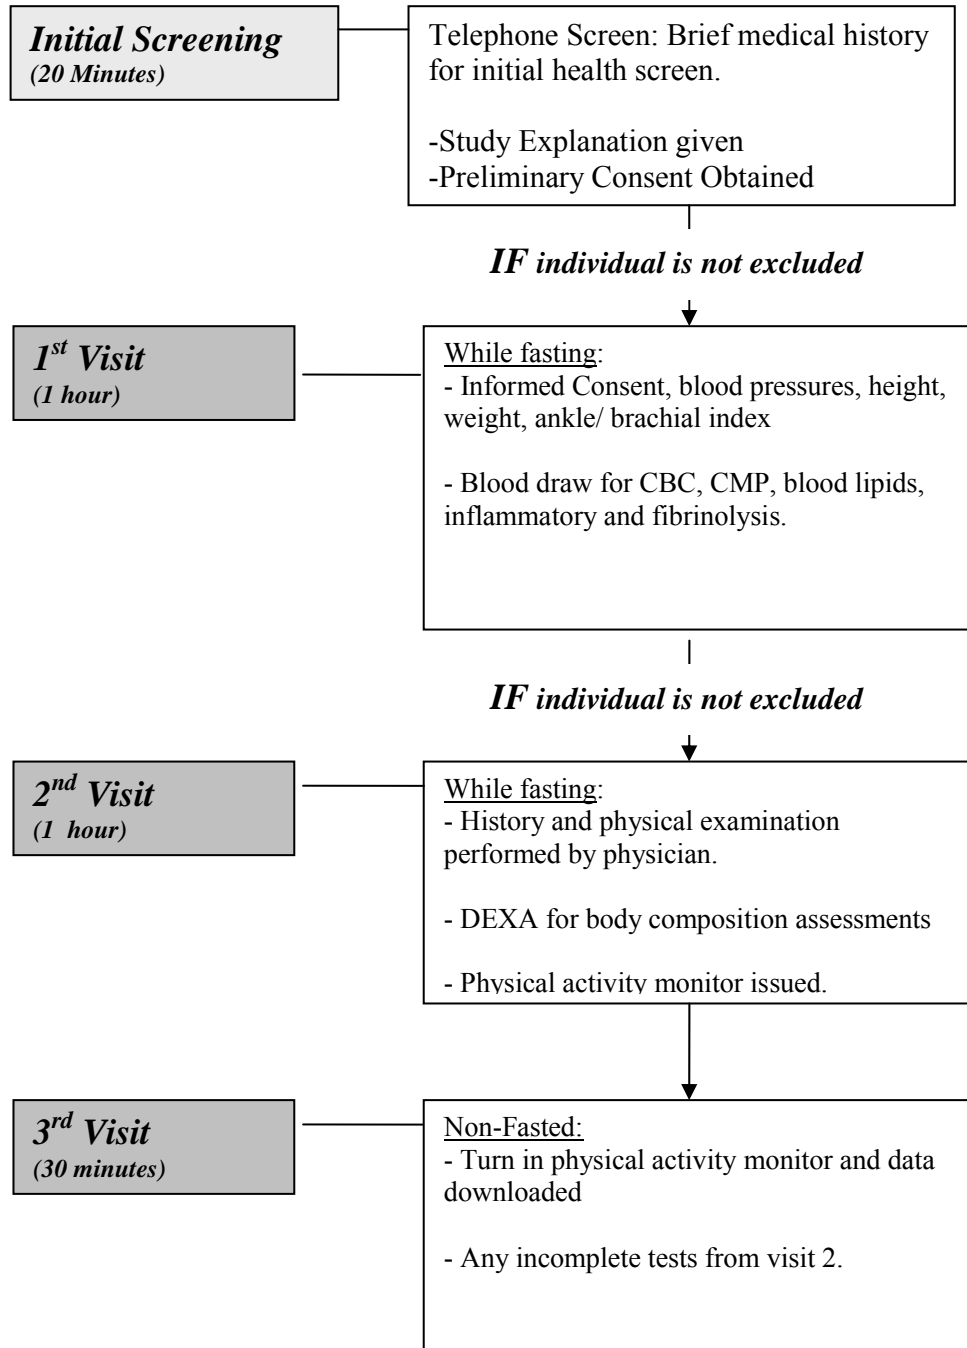 Initial Screening
(20 Minutes)
Telephone Screen: Brief medical history
for initial health screen.
-Study Explanation given
-Preliminary Consent Obtained
IF individual is not excluded
1st Visit
(1 hour)
While fasting:
- Informed Consent, blood pressures, height,
weight, ankle/ brachial index
- Blood draw for CBC, CMP, blood lipids,
inflammatory and fibrinolysis.
IF individual is not excluded
2nd Visit
(1 hour)
While fasting:
- History and physical examination
performed by physician.
- DEXA for body composition assessments
- Physical activity monitor issued.
3rd Visit
(30 minutes)
Non-Fasted:
- Turn in physical activity monitor and data
downloaded
- Any incomplete tests from visit 2.